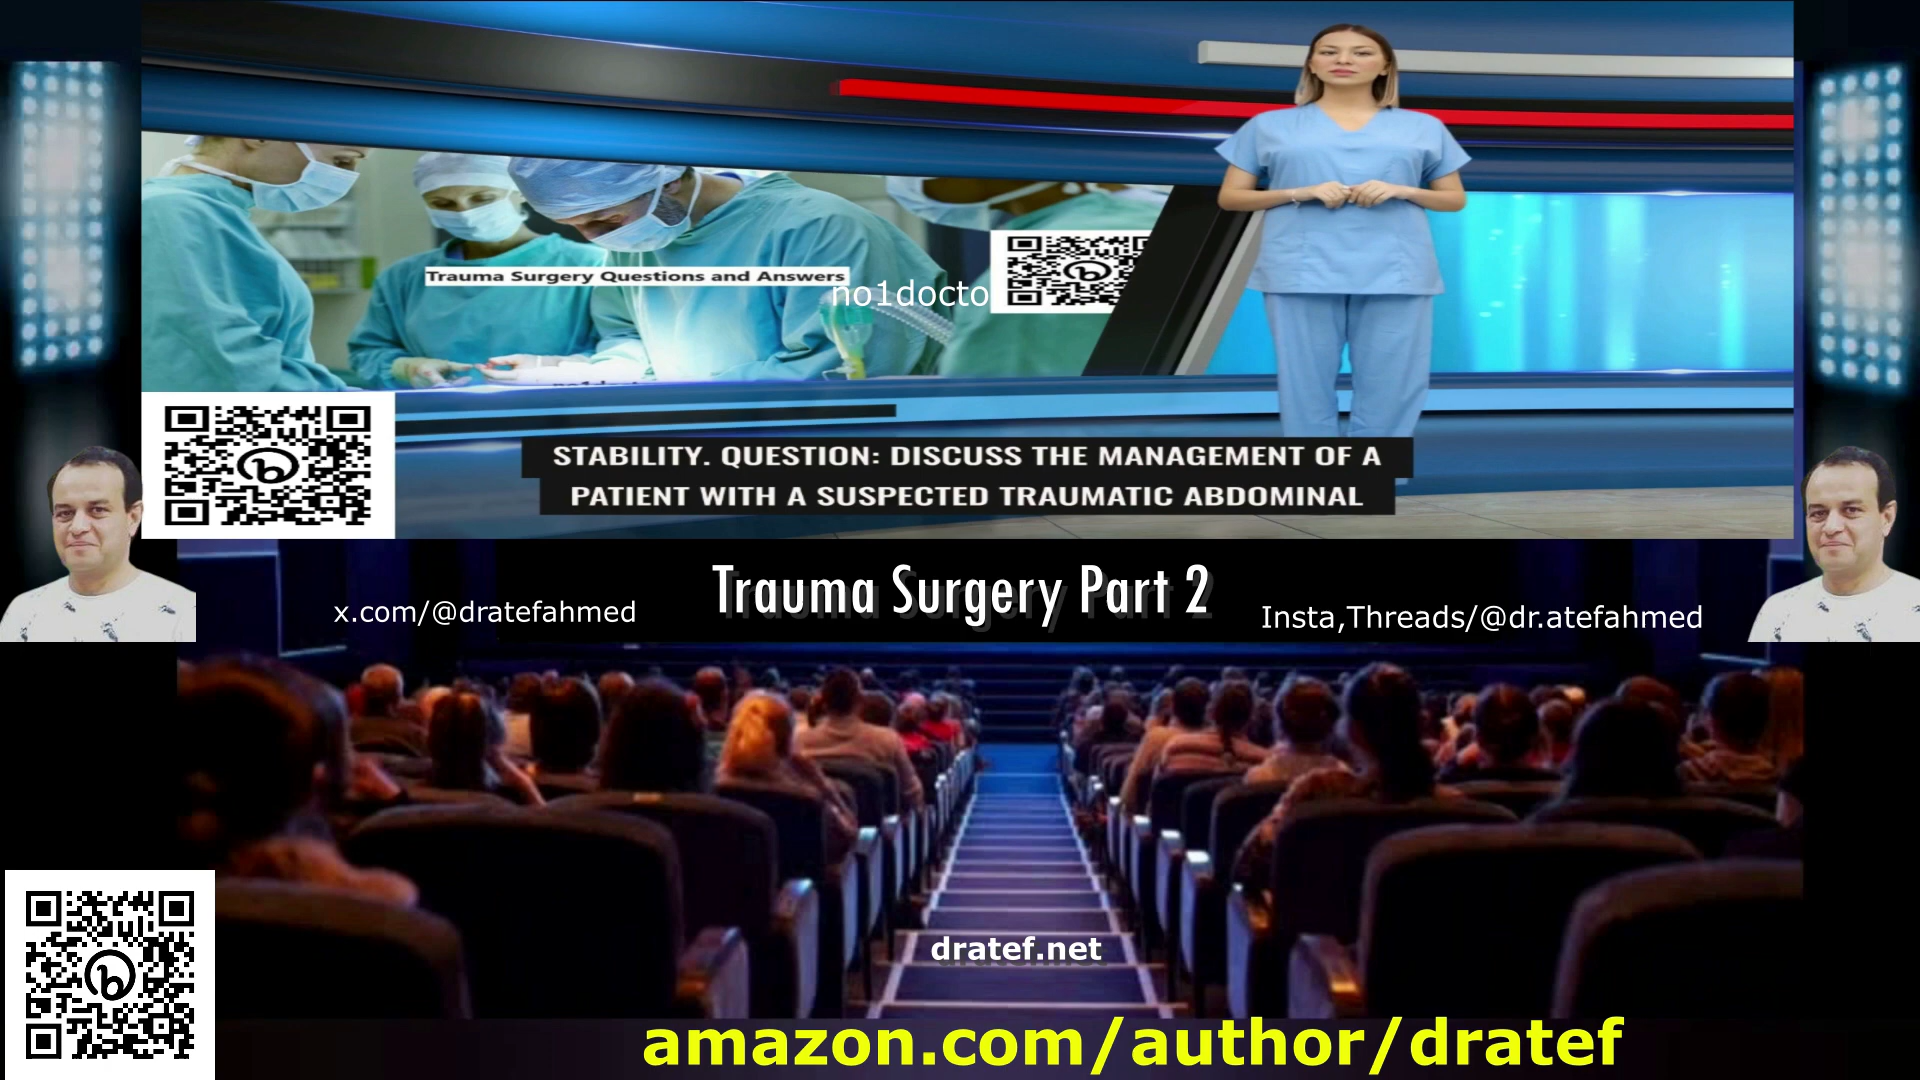 Trauma Surgery Questions and Answers
no1docto
STABILITY. QUESTION: DISCUSS THE MANAGEMENT OF A
PATIENT WITH A SUSPECTED TRAUMATIC ABDOMINAL
Trauma Surgery Part 2
x.com/@dratefahmed
Insta,Threads/@dr.atefahmed
dratef.net
amazon.com/author/dratef